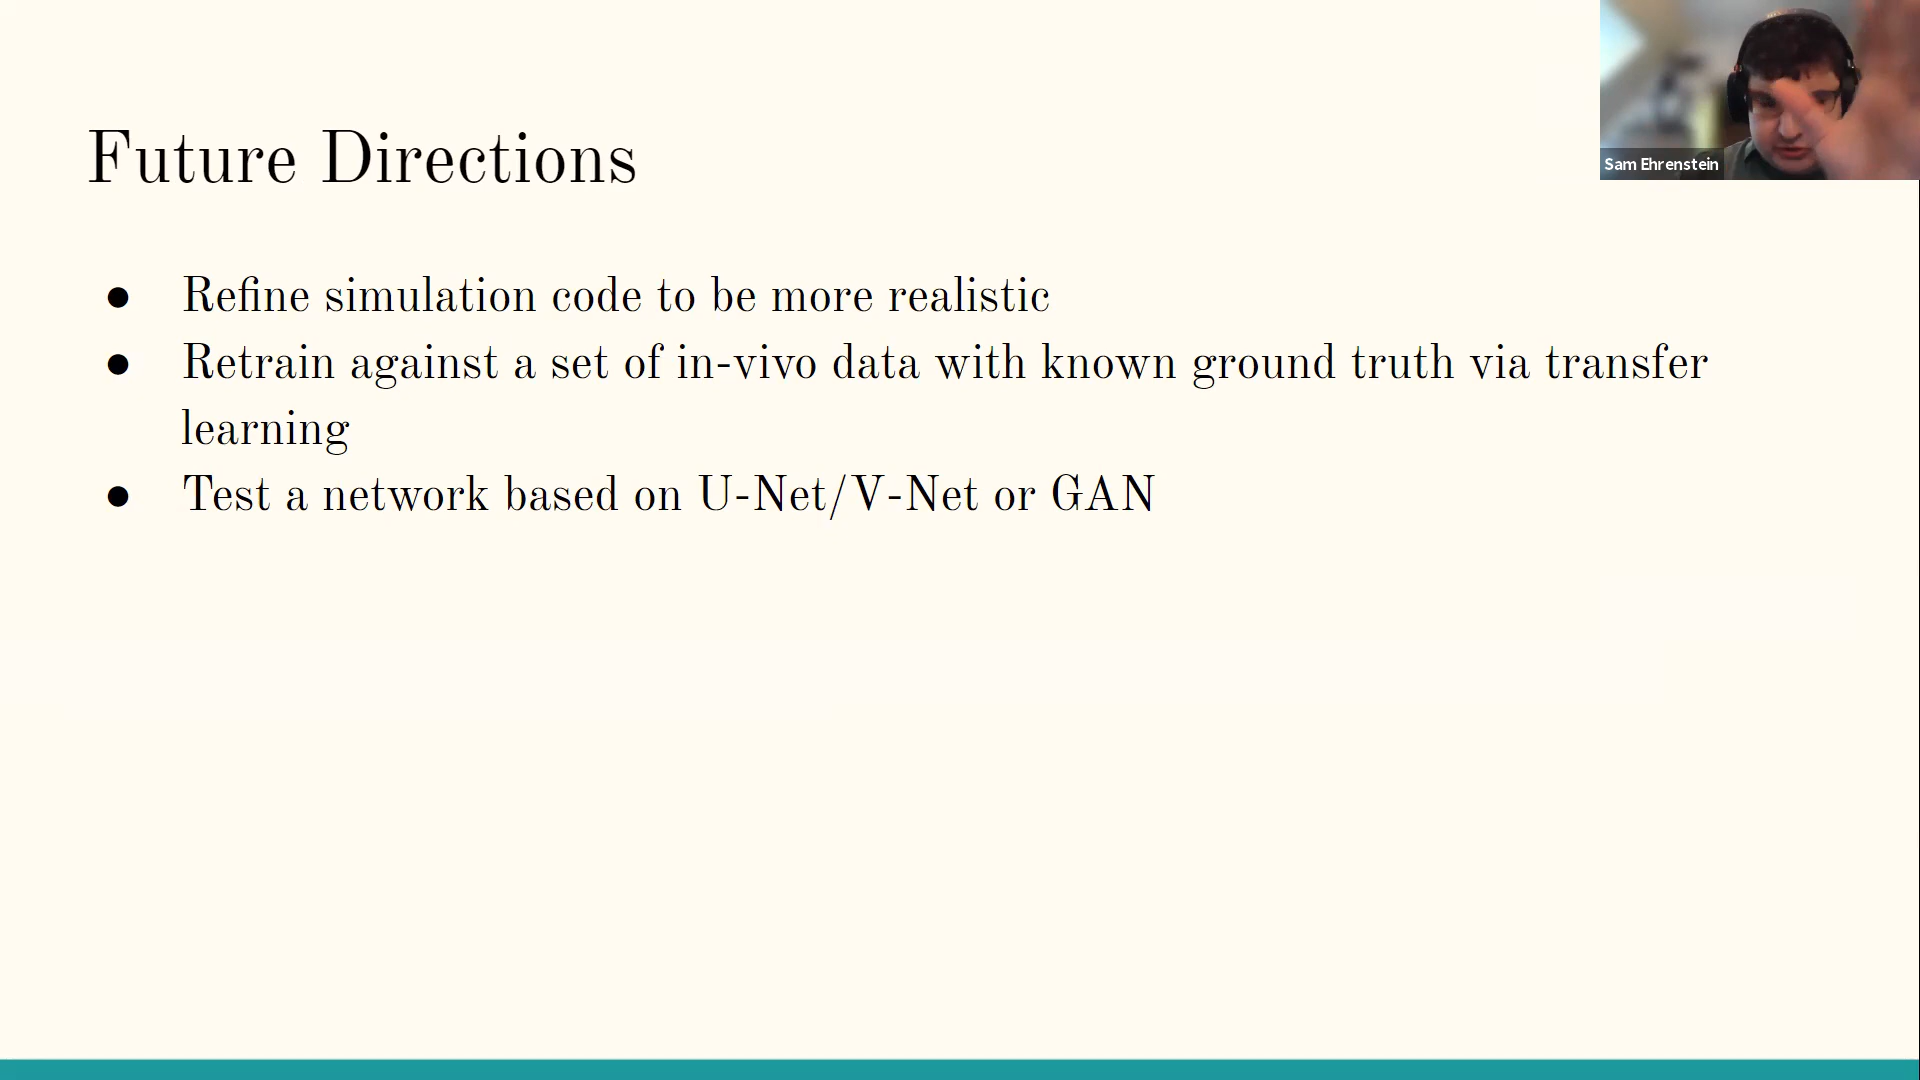 Future Directions
Sam Ehrenstein
● Refine simulation code to be more realistic
● Retrain against a set of in-vivo data with known ground truth via transfer
learning
● Test a network based on U-Net/V-Net or GAN